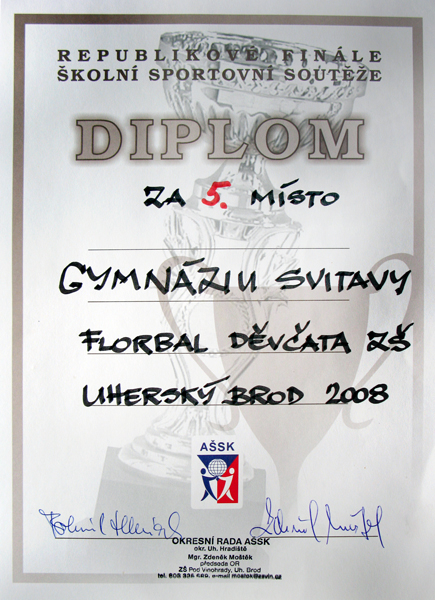 REPUBLIKOVÉ FINÁLE
ŠKOLNÍ SPORTOVNÍ SOUTĚŽE
DIPLOM
ZA 5. MÍSTO
GYMNÁZIU SVITAVY
FLORBAL DĚVČATA ZŠ
UHERSKÝ BROD 2008
AŠSK
OKRESNÍ RADA AŠSK
okr. Uh. Hradiště
Mgr. Zdeněk Moštěk
předseda OR
ZŠ Pod Vinohrady, Uh. Brod